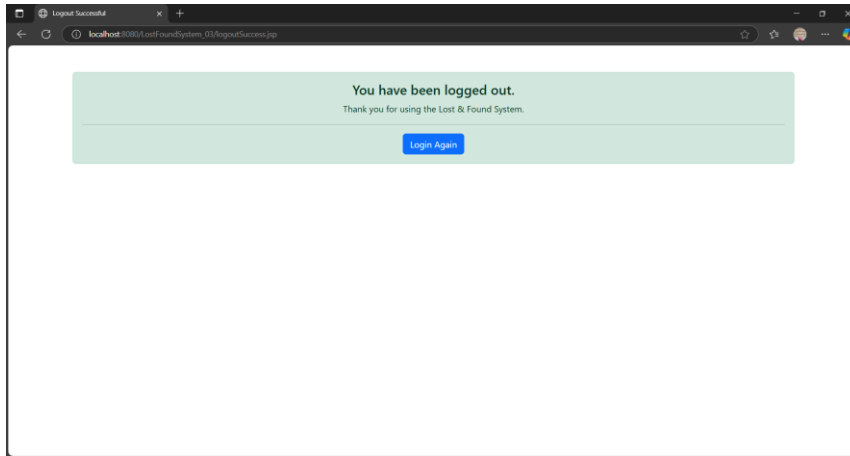 Logout Successful
localhost:8080/LostFoundSystem_03/logoutSuccess.jsp
You have been logged out.
Thank you for using the Lost & Found System.
Login Again